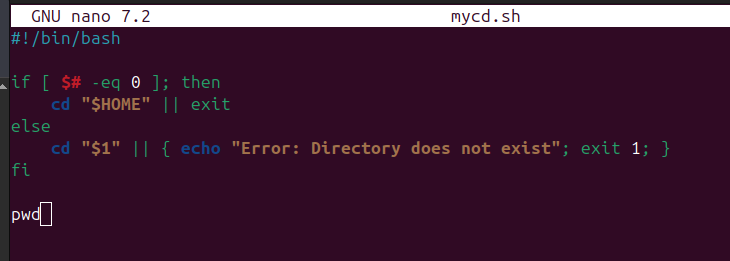 GNU nano 7.2 mycd.sh
#!/bin/bash
if [ $# -eq 0 ]; then
cd "$HOME" || exit
else
cd "$1" || { echo "Error: Directory does not exist"; exit 1; }
fi
pwd